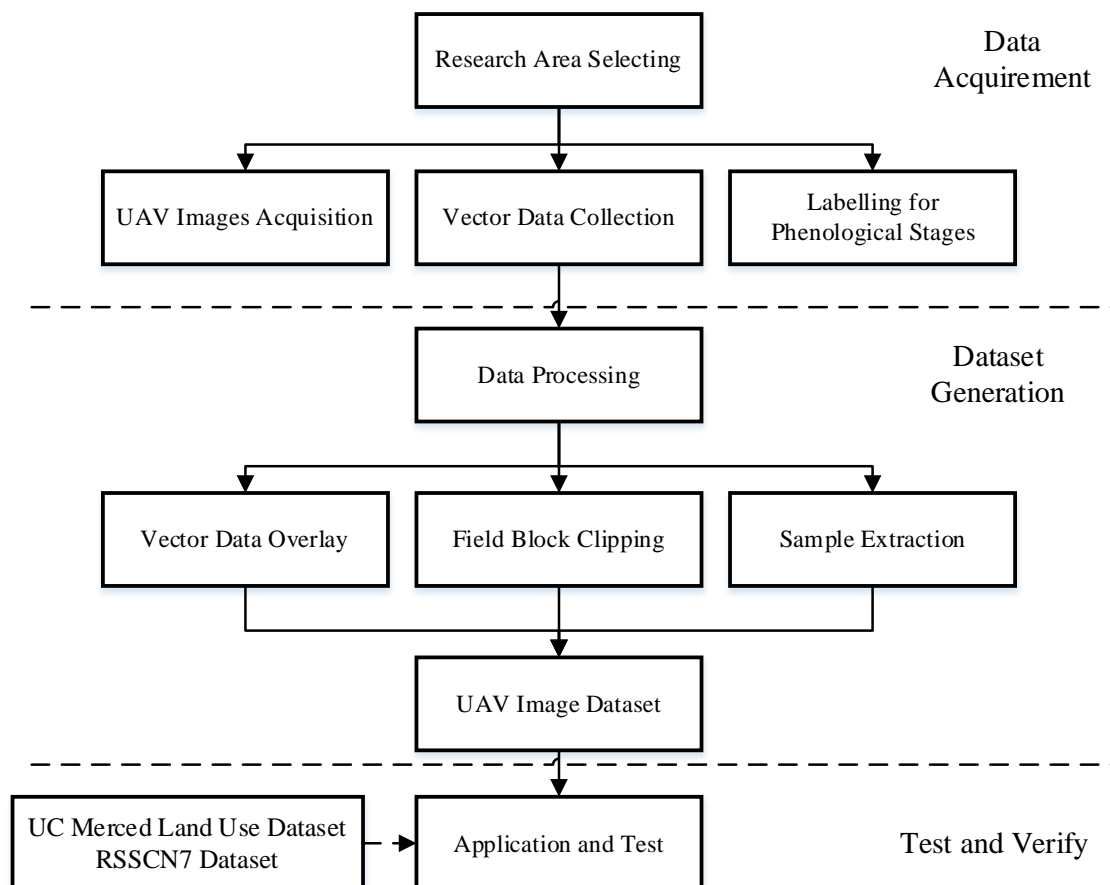 Research Area Selecting
Data
Acquirement
UAV Images Acquisition
Vector Data Collection
Labelling for
Phenological Stages
Data Processing
Dataset
Generation
Vector Data Overlay
Field Block Clipping
Sample Extraction
UAV Image Dataset
UC Merced Land Use Dataset
RSSCN7 Dataset
Application and Test
Test and Verify